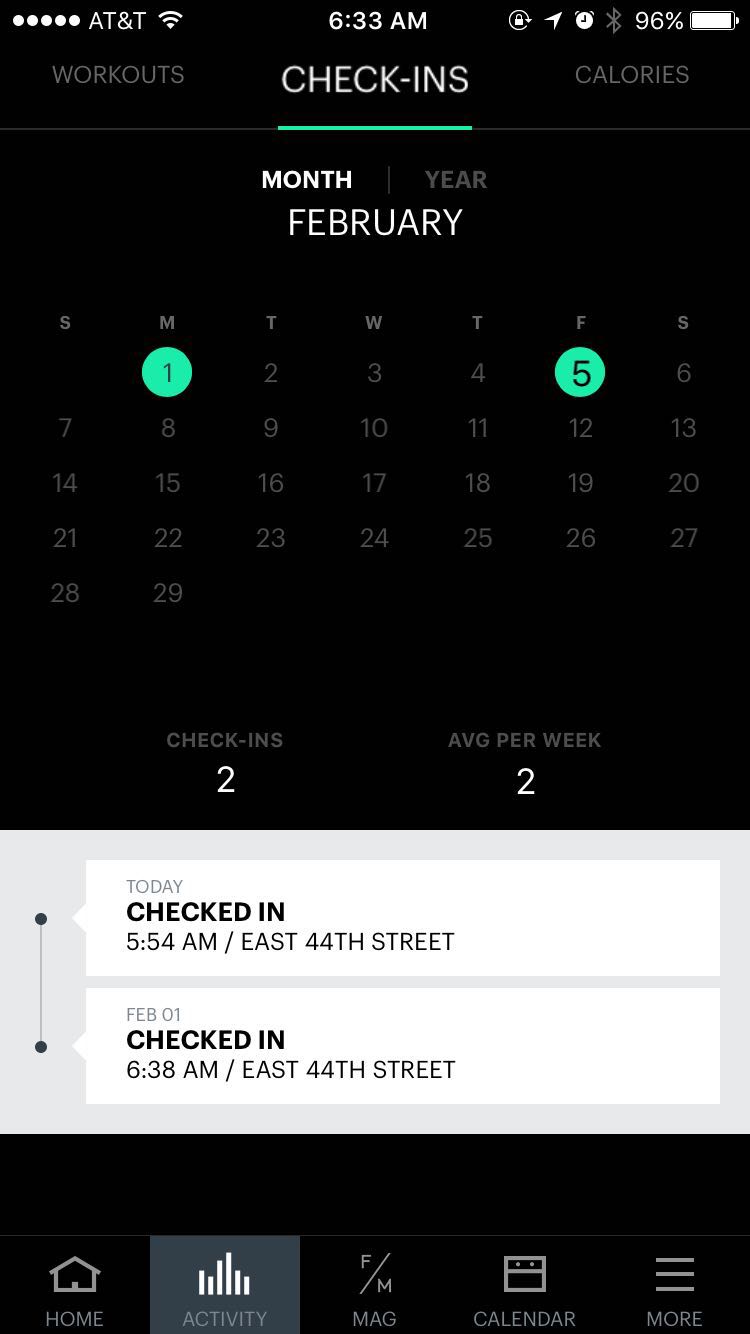 AT&T 6:33 AM 96%
WORKOUTS CHECK-INS CALORIES
MONTH | YEAR
FEBRUARY
S M T W T F S
1 2 3 4 5 6
7 8 9 10 11 12 13
14 15 16 17 18 19 20
21 22 23 24 25 26 27
28 29
CHECK-INS AVG PER WEEK
2 2
TODAY
CHECKED IN
5:54 AM / EAST 44TH STREET
FEB 01
CHECKED IN
6:38 AM / EAST 44TH STREET
F/M
HOME ACTIVITY MAG CALENDAR MORE